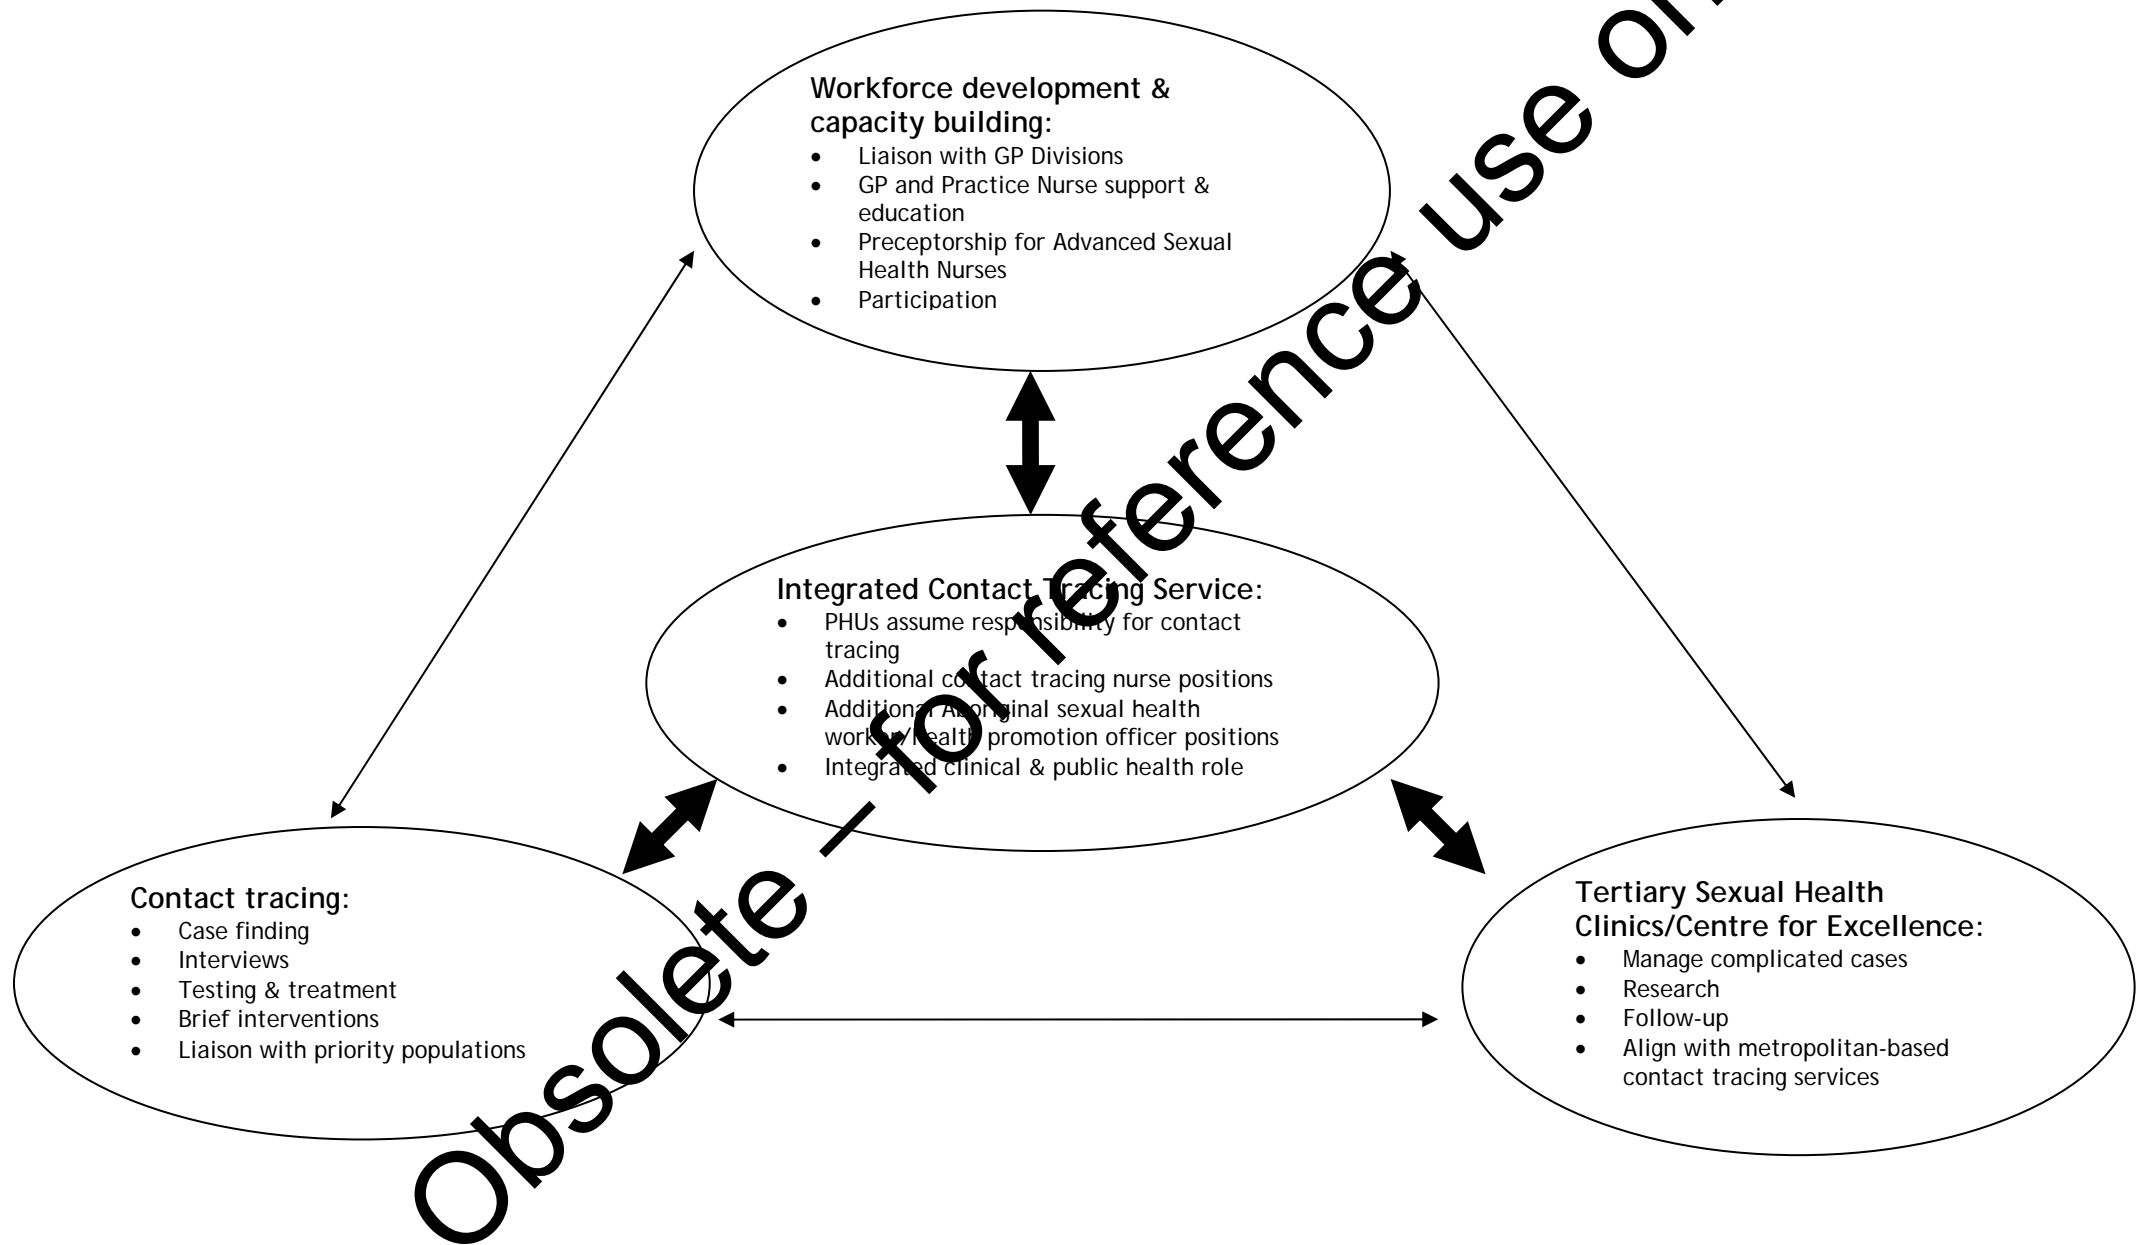 Workforce development &
capacity building:
• Liaison with GP Divisions
• GP and Practice Nurse support &
education
• Preceptorship for Advanced Sexual
Health Nurses
• Participation
Integrated Contact Tracing Service:
• PHUs assume responsibility for contact
tracing
• Additional contact tracing nurse positions
• Additional Aboriginal sexual health
worker/health promotion officer positions
• Integrated clinical & public health role
Contact tracing:
• Case finding
• Interviews
• Testing & treatment
• Brief interventions
• Liaison with priority populations
Tertiary Sexual Health
Clinics/Centre for Excellence:
• Manage complicated cases
• Research
• Follow-up
• Align with metropolitan-based
contact tracing services
Obsolete – for reference use